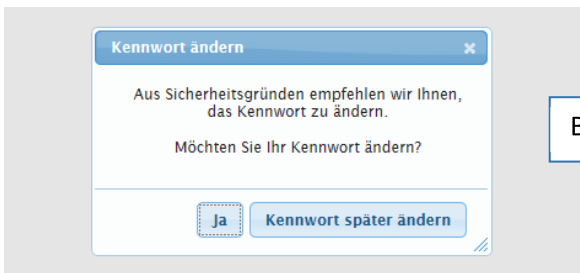 Kennwort ändern
Aus Sicherheitsgründen empfehlen wir Ihnen,
das Kennwort zu ändern.
Möchten Sie Ihr Kennwort ändern?
Ja
Kennwort später ändern